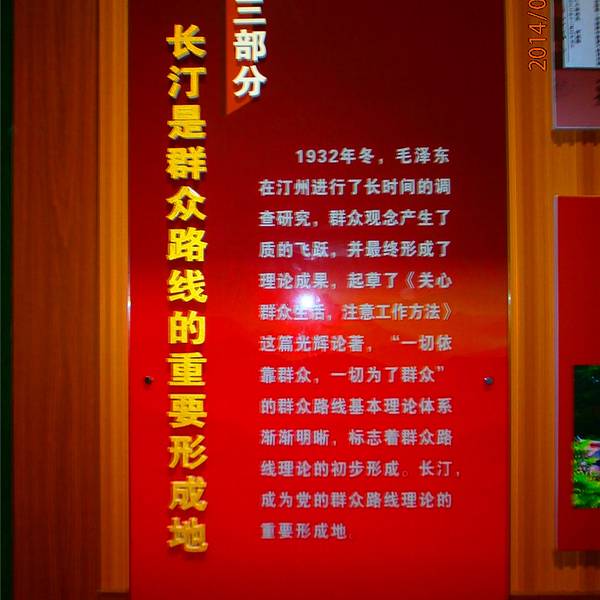 三部分
长汀是群众路线的重要形成地
1932年冬，毛泽东
在汀州进行了长时间的调
查研究，群众观念产生了
质的飞跃，并最终形成了
理论成果，起草了《关心
群众生活，注意工作方法》
这篇光辉论著，“一切依
靠群众，一切为了群众”
的群众路线基本理论体系
渐渐明晰，标志着群众路
线理论的初步形成。长汀，
成为党的群众路线理论的
重要形成地。
2014/0